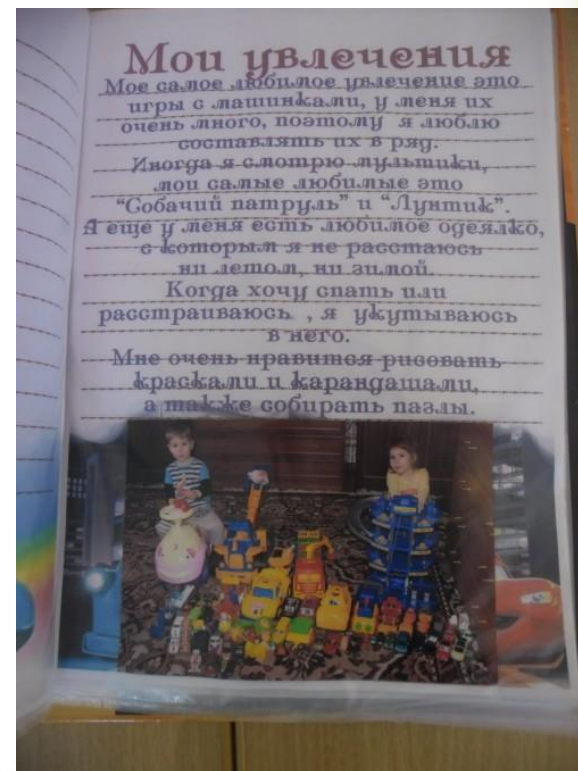 Мои увлечения
Мое самое любимое увлечение это
игры с машинками, у меня их
очень много, поэтому я люблю
составлять их в ряд.
Иногда я смотрю мультики,
мои самые любимые это
“Собачий патруль” и “Лунтик”.
А еще у меня есть любимое одеялко,
с которым я не расстаюсь
ни летом, ни зимой.
Когда хочу спать или
расстраиваюсь , я укутываюсь
в него.
Мне очень нравится рисовать
красками и карандашами,
а также собирать пазлы.